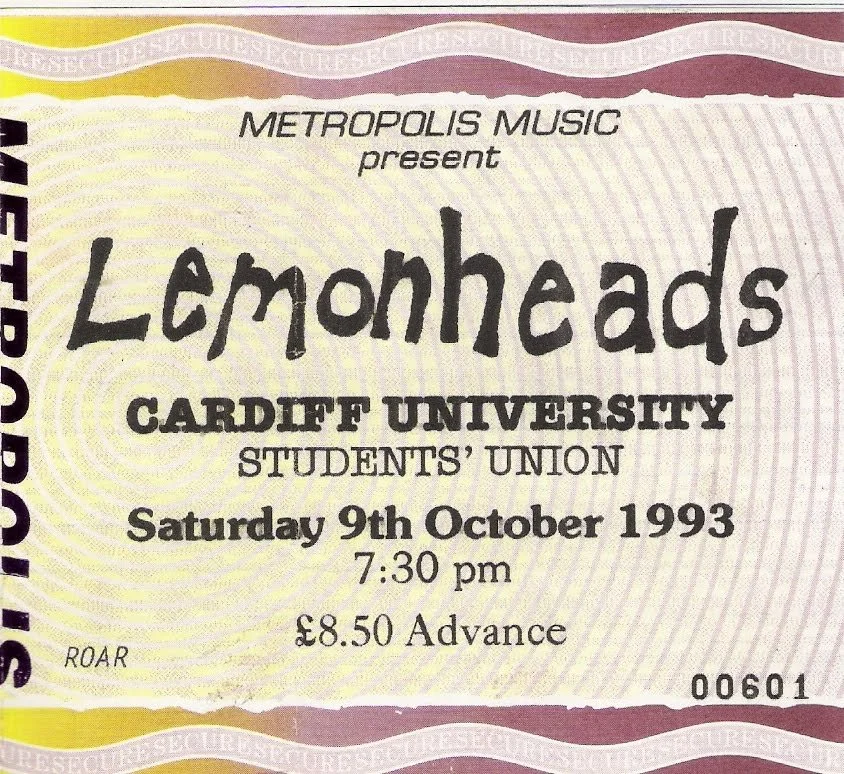 RESECURESECURESECURESECURESECURESECURE
METROPOLIS MUSIC
present
Lemonheads
CARDIFF UNIVERSITY
STUDENTS' UNION
Saturday 9th October 1993
7:30 pm
£8.50 Advance
ROAR
00601
METROPOLIS